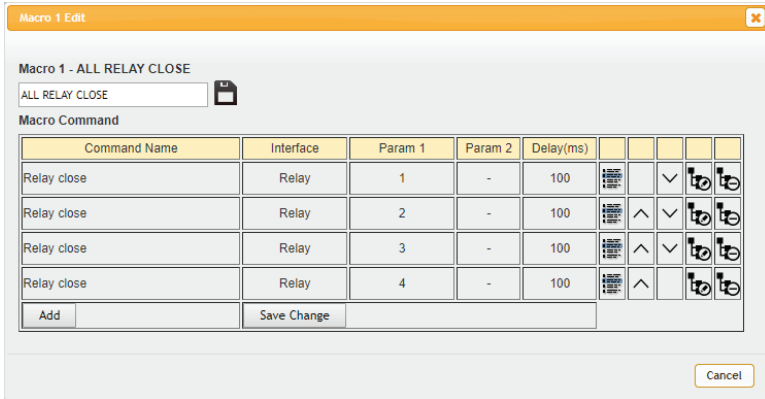 Macro 1 Edit
Macro 1 - ALL RELAY CLOSE
ALL RELAY CLOSE
Macro Command
Command Name Interface Param 1 Param 2 Delay(ms)
Relay close Relay 1 - 100
Relay close Relay 2 - 100
Relay close Relay 3 - 100
Relay close Relay 4 - 100
Add Save Change
Cancel